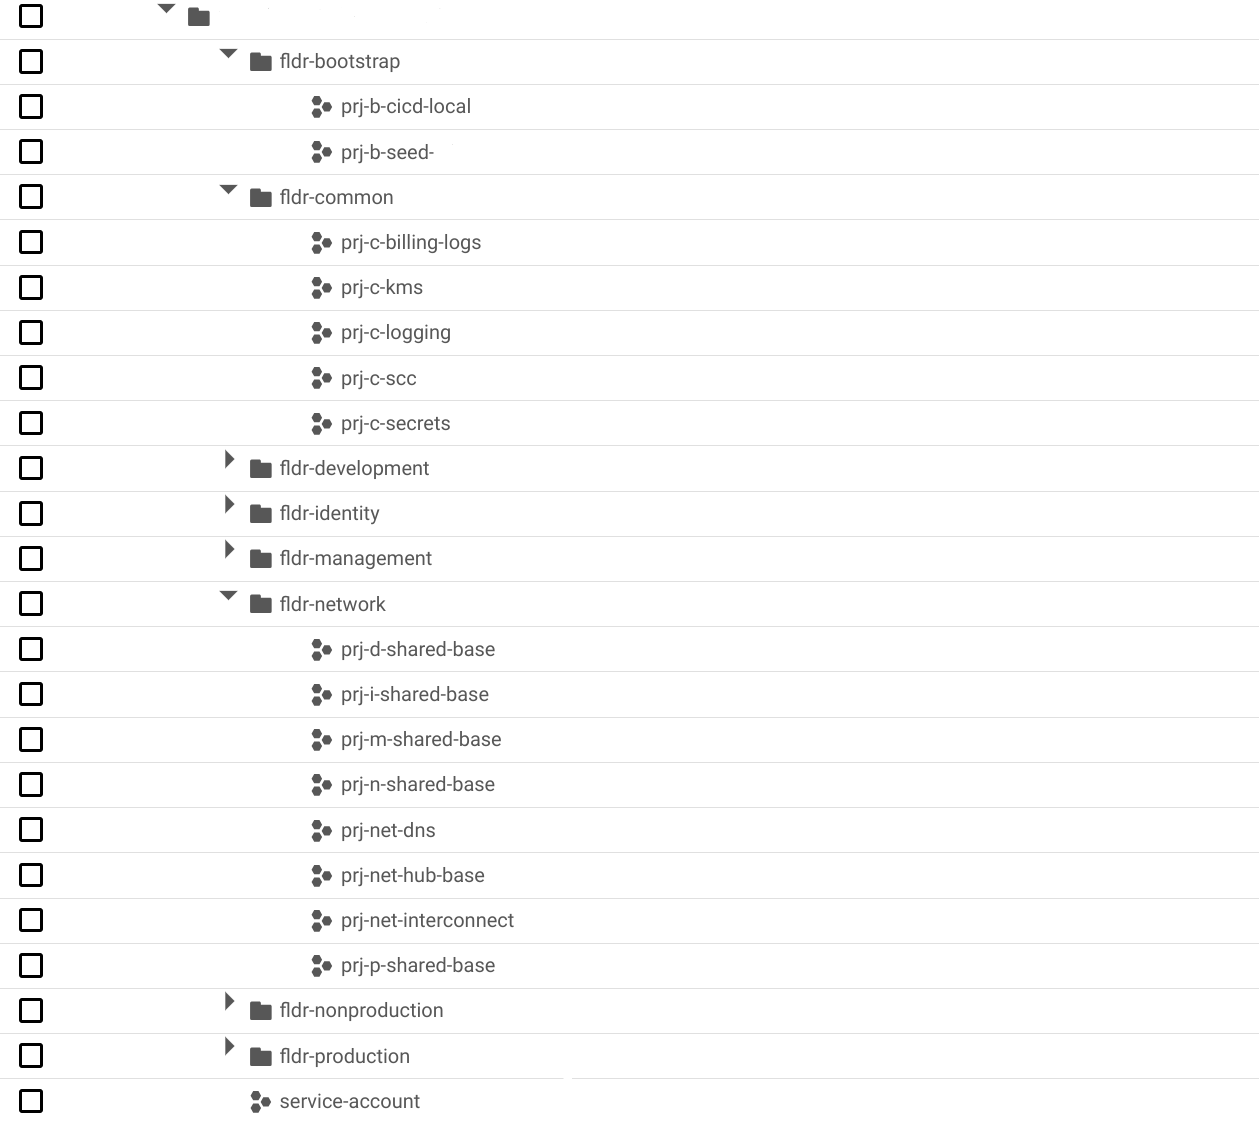 fldr-bootstrap
prj-b-cicd-local
prj-b-seed-
fldr-common
prj-c-billing-logs
prj-c-kms
prj-c-logging
prj-c-scc
prj-c-secrets
fldr-development
fldr-identity
fldr-management
fldr-network
prj-d-shared-base
prj-i-shared-base
prj-m-shared-base
prj-n-shared-base
prj-net-dns
prj-net-hub-base
prj-net-interconnect
prj-p-shared-base
fldr-nonproduction
fldr-production
service-account